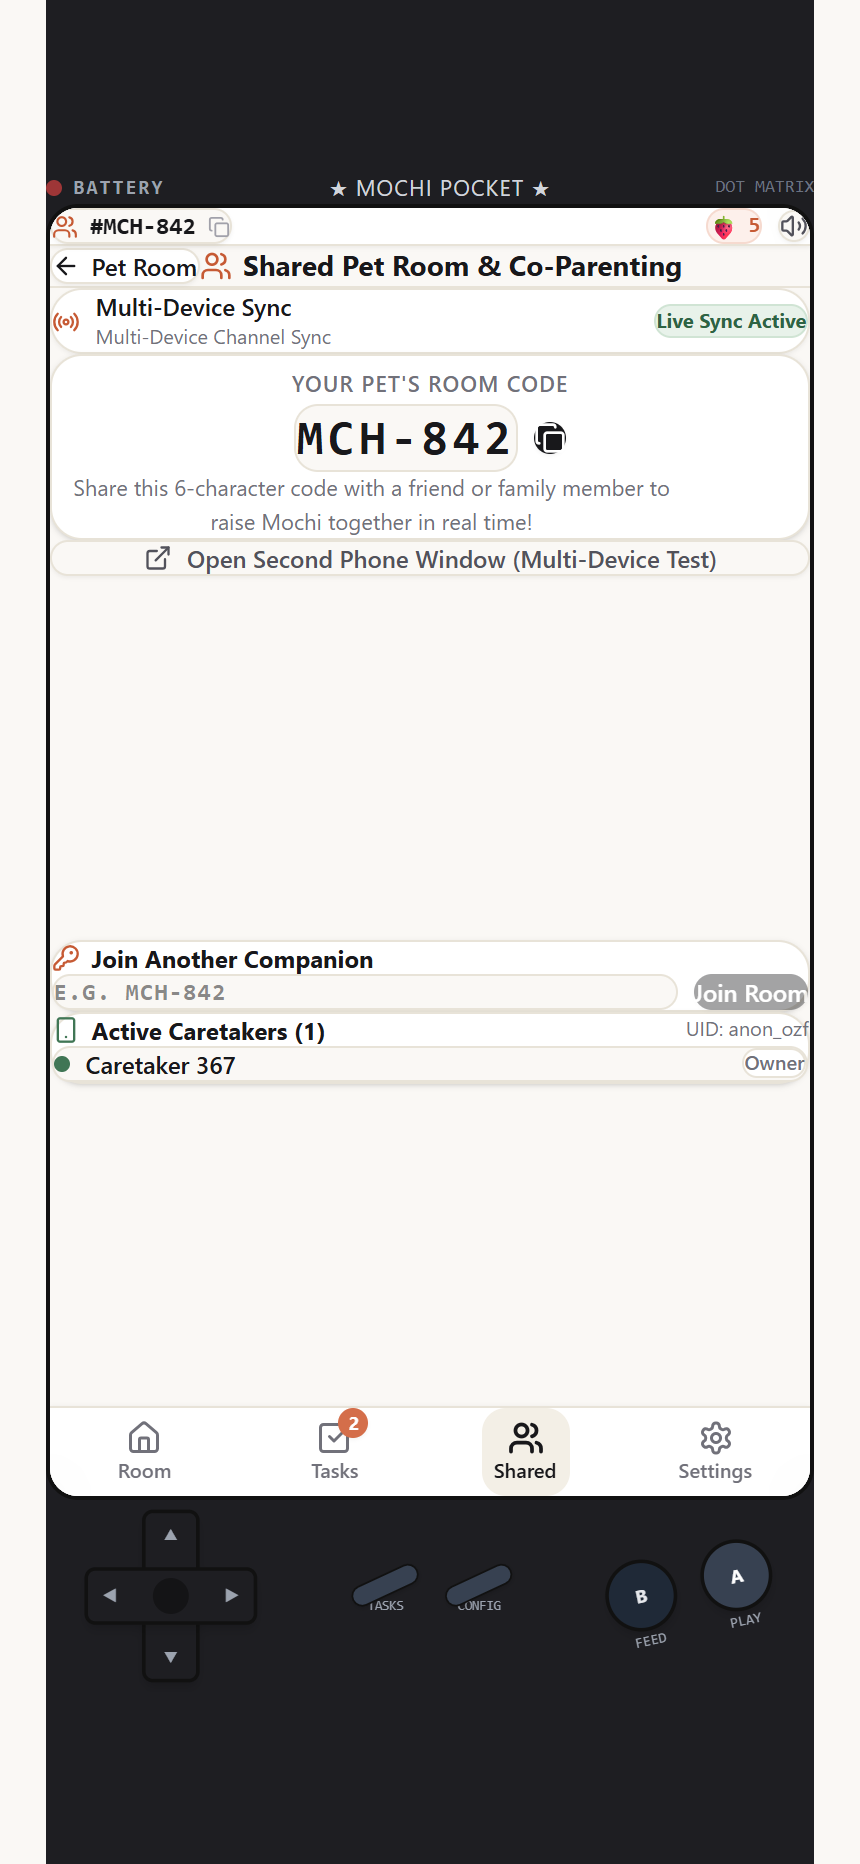 BATTERY
★ MOCHI POCKET ★
DOT MATRIX
#MCH-842
5
Pet Room
Shared Pet Room & Co-Parenting
Multi-Device Sync
Multi-Device Channel Sync
Live Sync Active
YOUR PET'S ROOM CODE
MCH-842
Share this 6-character code with a friend or family member to
raise Mochi together in real time!
Open Second Phone Window (Multi-Device Test)
Join Another Companion
E.G. MCH-842
Join Room
Active Caretakers (1)
UID: anon_ozf
Caretaker 367
Owner
2
Room
Tasks
Shared
Settings
TASKS
CONFIG
B
A
FEED
PLAY